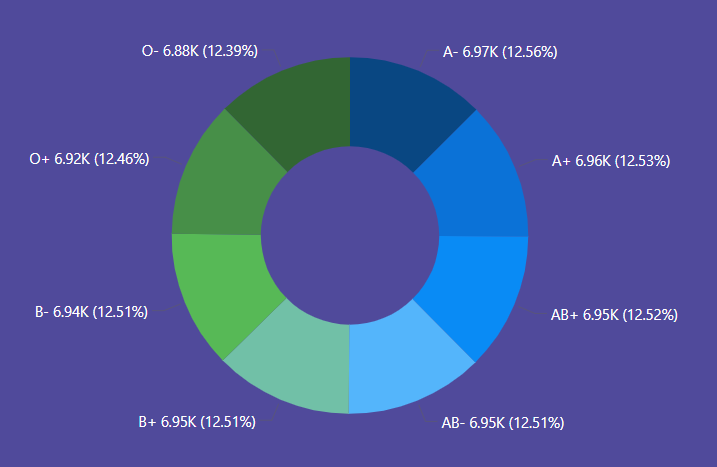 O- 6.88K (12.39%)
A- 6.97K (12.56%)
O+ 6.92K (12.46%)
A+ 6.96K (12.53%)
B- 6.94K (12.51%)
AB+ 6.95K (12.52%)
B+ 6.95K (12.51%)
AB- 6.95K (12.51%)